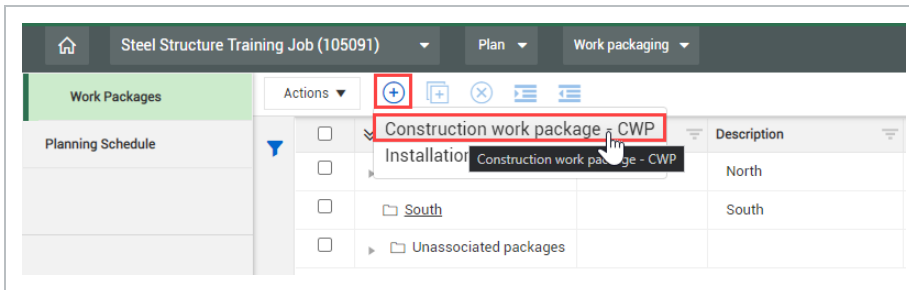 Steel Structure Training Job (105091) Plan Work packaging
Work Packages
Actions
Planning Schedule
Construction work package - CWP
Description
Installation
Construction work package - CWP
North
South
South
Unassociated packages